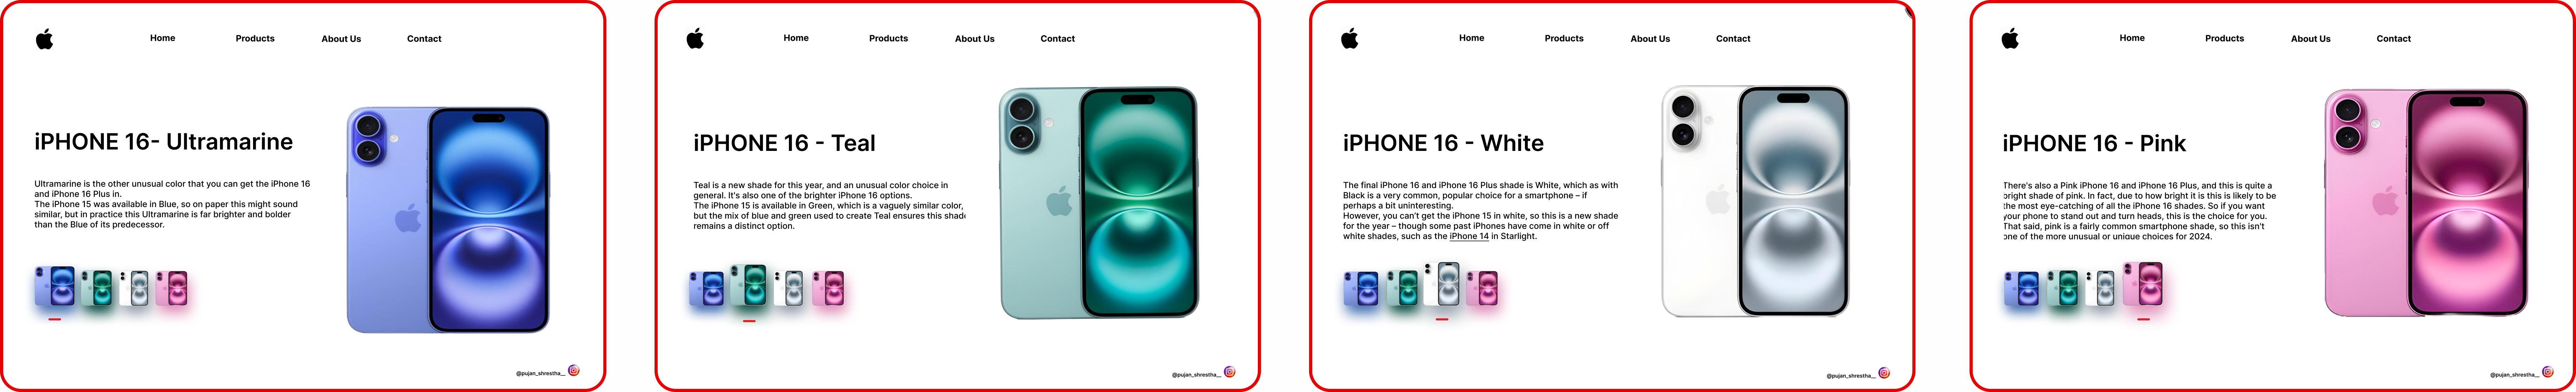 Home Products About Us Contact
iPHONE 16- Ultramarine
Ultramarine is the other unusual color that you can get the iPhone 16
and iPhone 16 Plus in.
The iPhone 15 was available in Blue, so on paper this might sound
similar, but in practice this Ultramarine is far brighter and bolder
than the Blue of its predecessor.
@pujan_shrestha__
Home Products About Us Contact
iPHONE 16 - Teal
Teal is a new shade for this year, and an unusual color choice in
general. It's also one of the brighter iPhone 16 options.
The iPhone 15 is available in Green, which is a vaguely similar color,
but the mix of blue and green used to create Teal ensures this shade
remains a distinct option.
@pujan_shrestha__
Home Products About Us Contact
iPHONE 16 - White
The final iPhone 16 and iPhone 16 Plus shade is White, which as with
Black is a very common, popular choice for a smartphone – if
perhaps a bit uninteresting.
However, you can't get the iPhone 15 in white, so this is a new shade
for the year – though some past iPhones have come in white or off
white shades, such as the iPhone 14 in Starlight.
@pujan_shrestha__
Home Products About Us Contact
iPHONE 16 - Pink
There's also a Pink iPhone 16 and iPhone 16 Plus, and this is quite a
bright shade of pink. In fact, due to how bright it is this is likely to be
the most eye-catching of all the iPhone 16 shades. So if you want
your phone to stand out and turn heads, this is the choice for you.
That said, pink is a fairly common smartphone shade, so this isn't
one of the more unusual or unique choices for 2024.
@pujan_shrestha__